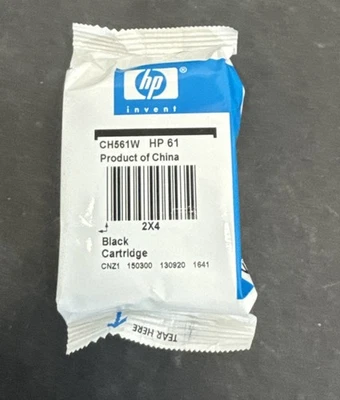 hp
invent
CH561W HP 61
Product of China
2X4
Black
Cartridge
CNZ1 150300 130920 1641
TEAR HERE